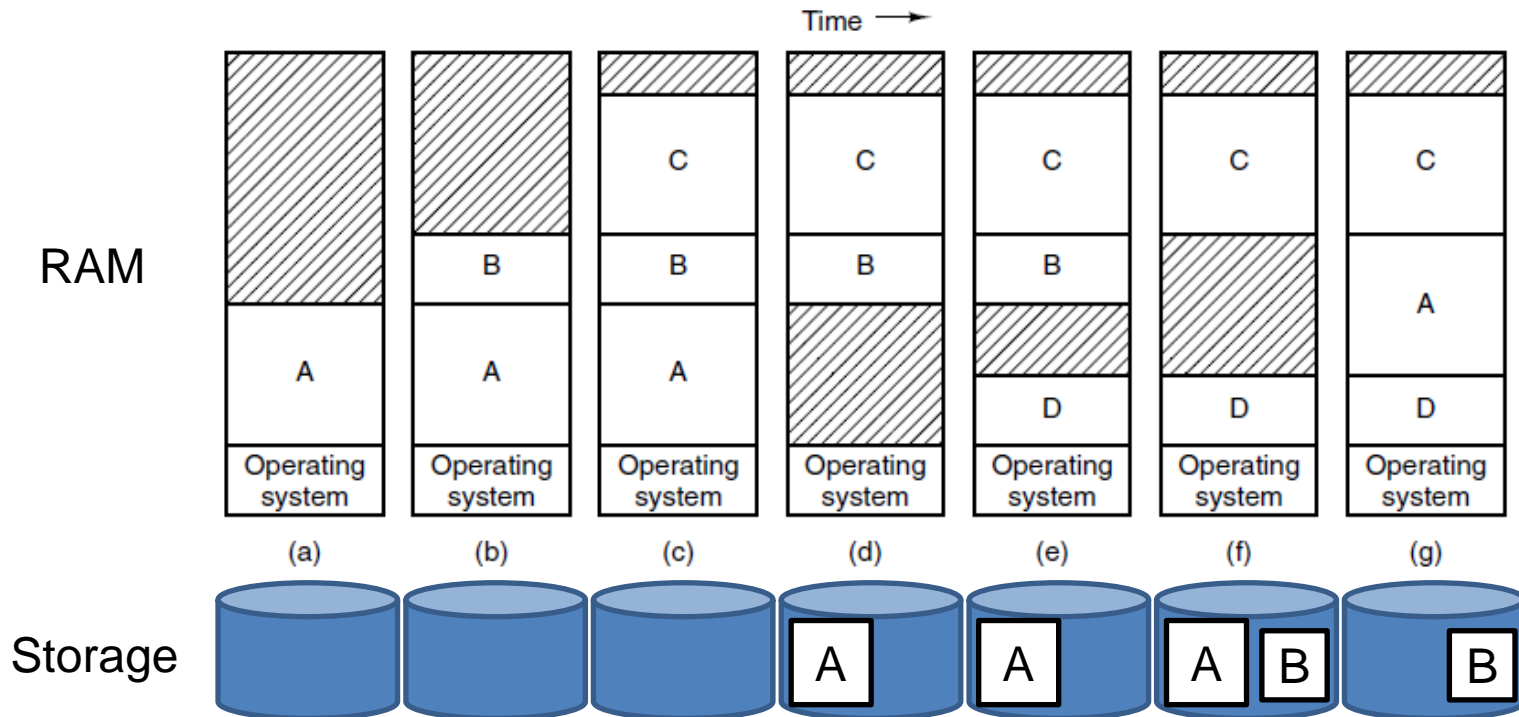 Time
C
C
C
C
C
RAM
B
B
B
B
A
A
A
A
D
D
D
Operating
system
Operating
system
Operating
system
Operating
system
Operating
system
Operating
system
Operating
system
(a)
(b)
(c)
(d)
(e)
(f)
(g)
Storage
A
A
A
B
B